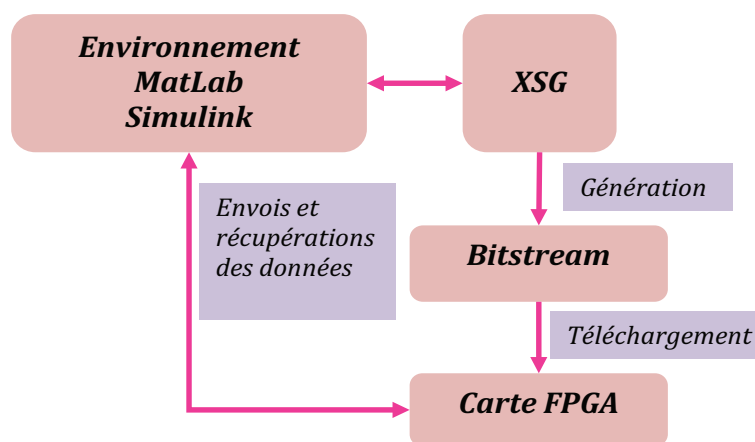 Environnement
MatLab
Simulink
XSG
Génération
Envois et
récupérations
des données
Bitstream
Téléchargement
Carte FPGA